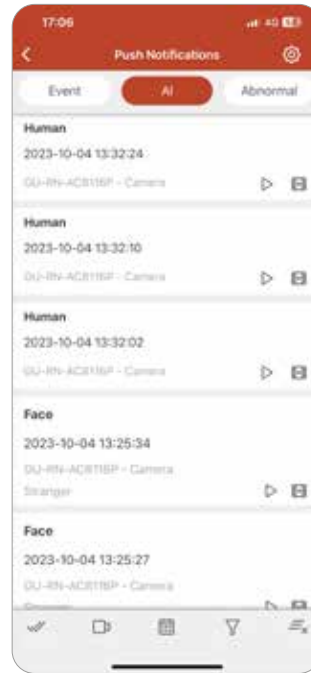 17:06
4G
Push Notifications
Event
AI
Abnormal
Human
2023-10-04 13:32:24
GU-RN-AC8116P - Camera
Human
2023-10-04 13:32:10
GU-RN-AC8116P - Camera
Human
2023-10-04 13:32:02
GU-RN-AC8116P - Camera
Face
2023-10-04 13:25:34
GU-RN-AC8116P - Camera
Stranger
Face
2023-10-04 13:25:27
GU-RN-AC8116P - Camera